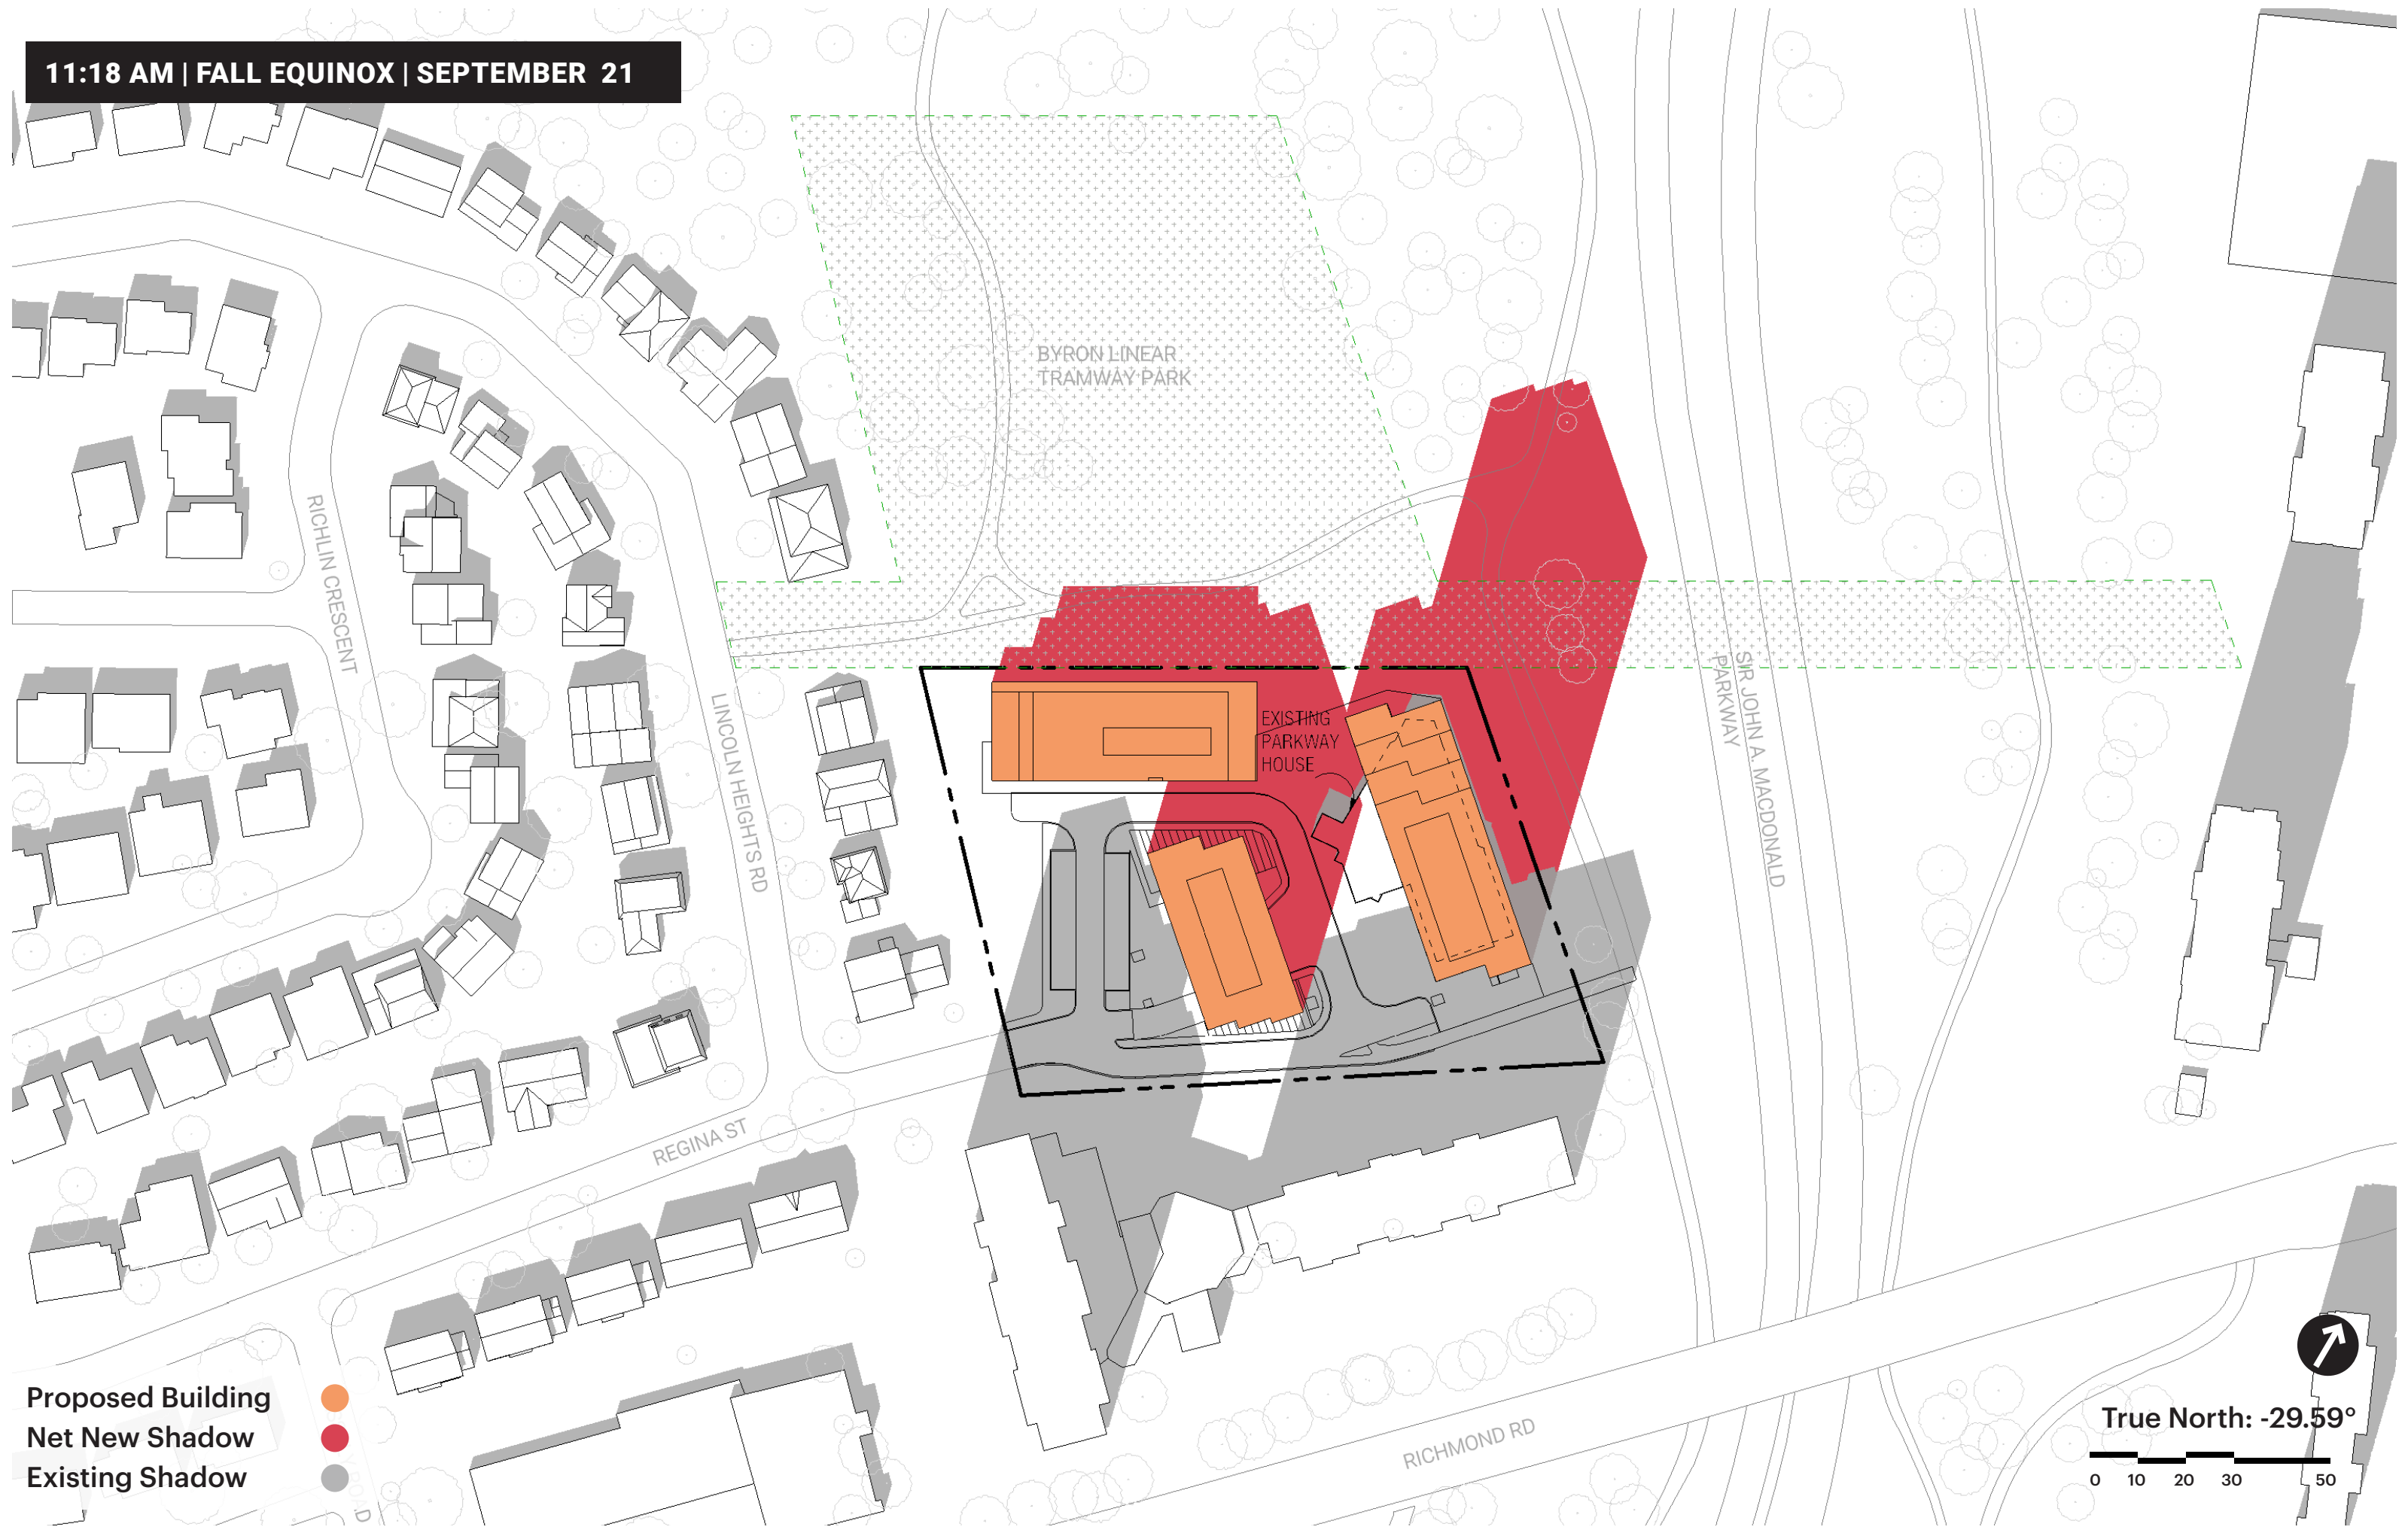 11:18 AM | FALL EQUINOX | SEPTEMBER 21
BYRON LINEAR
TRAMWAY PARK
RICHLIN CRESCENT
LINCOLN HEIGHTS RD
EXISTING
PARKWAY
HOUSE
SIR JOHN A. MACDONALD
PARKWAY
REGINA ST
RICHMOND RD
Proposed Building
Net New Shadow
Existing Shadow
True North: -29.59°
0 10 20 30 50